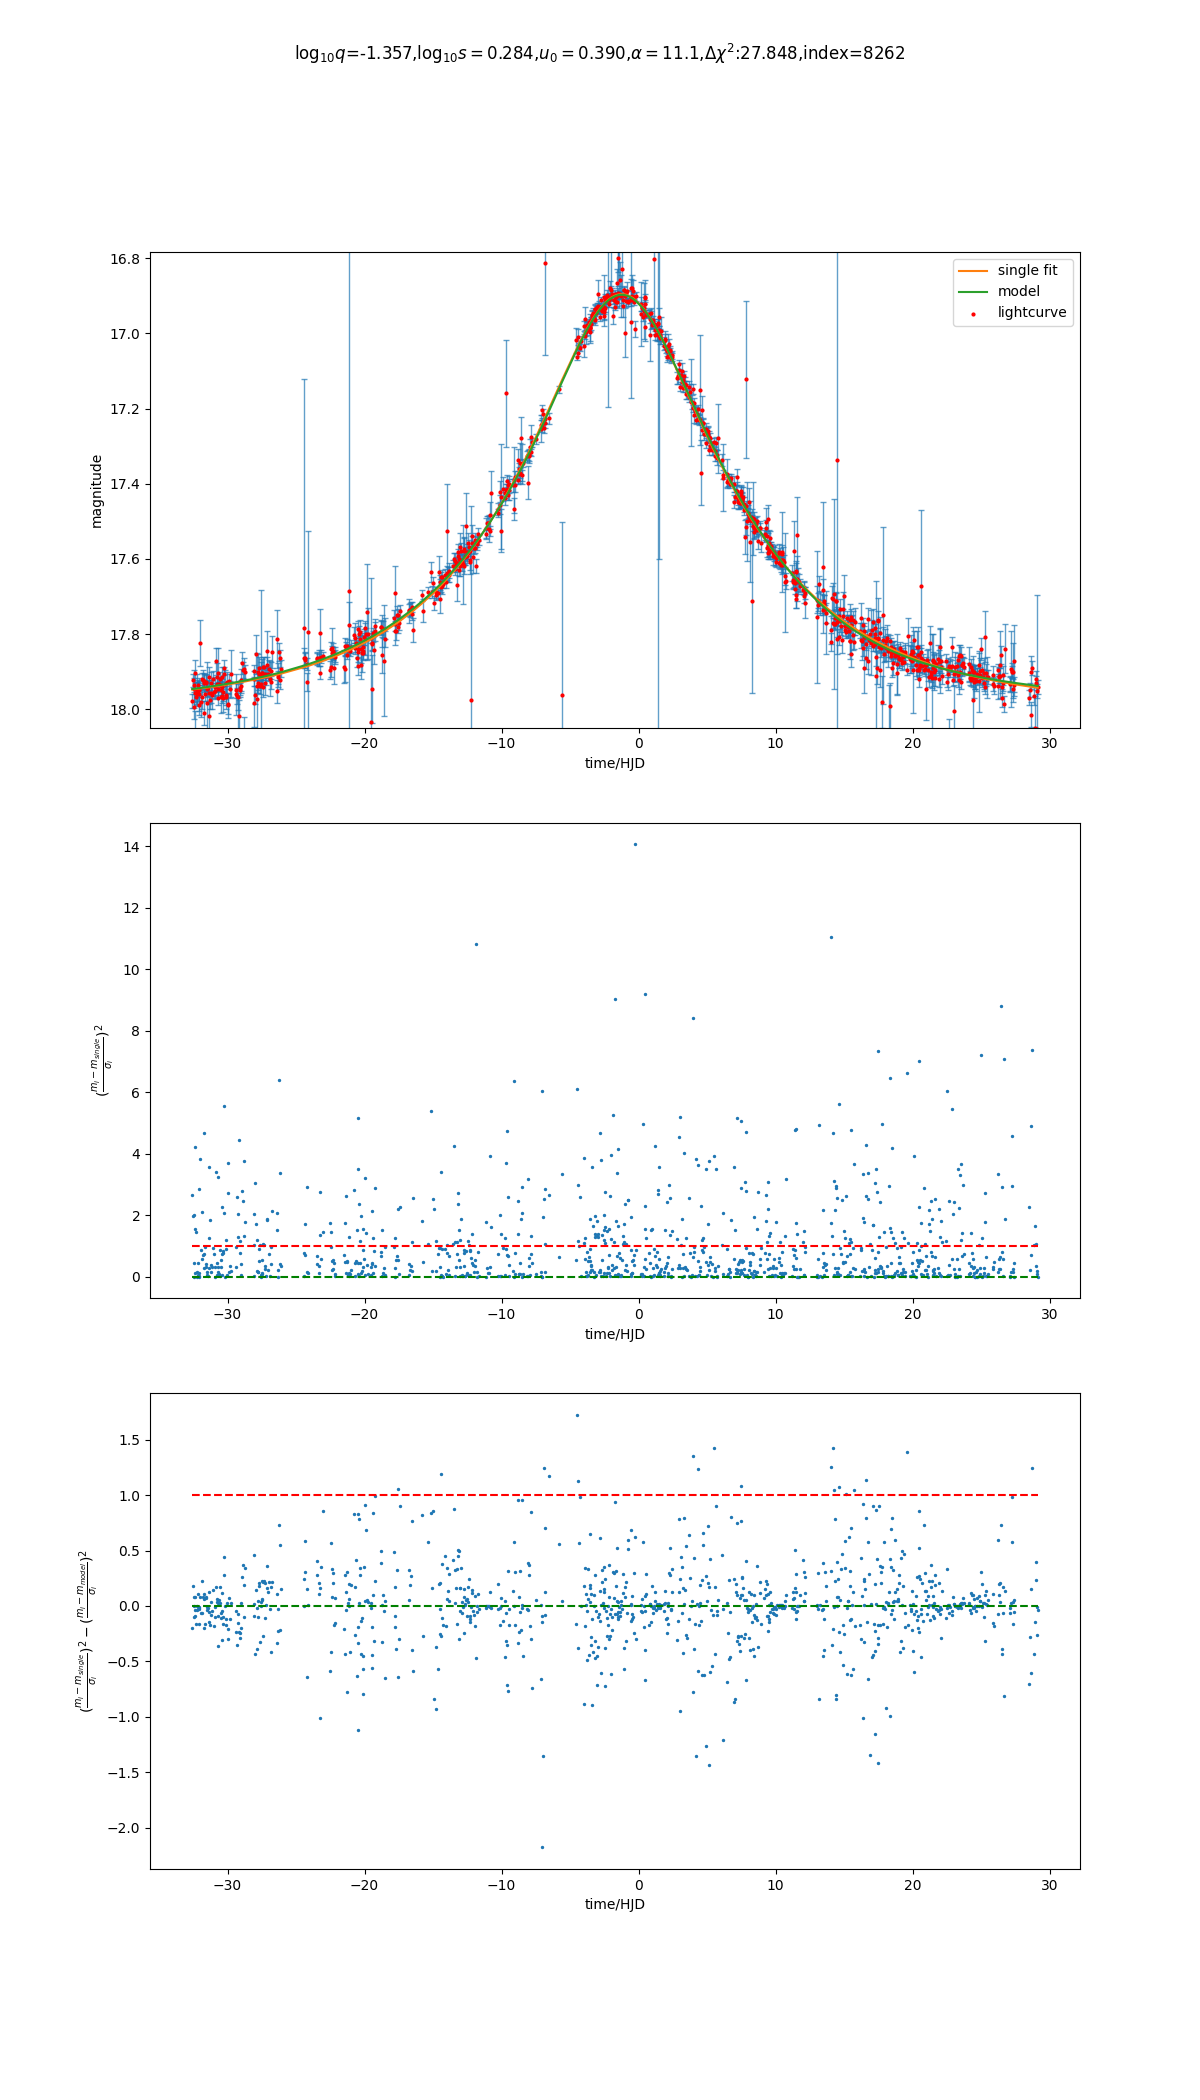 log₁₀q=-1.357,log₁₀s = 0.284,u₀ = 0.390,α = 11.1,Δχ²:27.848,index=8262
16.8
17.0
17.2
17.4
17.6
17.8
18.0
magnitude
single fit
model
lightcurve
−30 −20 −10 0 10 20 30
time/HJD
14
12
10
8
6
4
2
0
(mᵢ − m_single / σᵢ)²
−30 −20 −10 0 10 20 30
time/HJD
1.5
1.0
0.5
0.0
−0.5
−1.0
−1.5
−2.0
(mᵢ − m_single / σᵢ)² − (mᵢ − m_model / σᵢ)²
−30 −20 −10 0 10 20 30
time/HJD